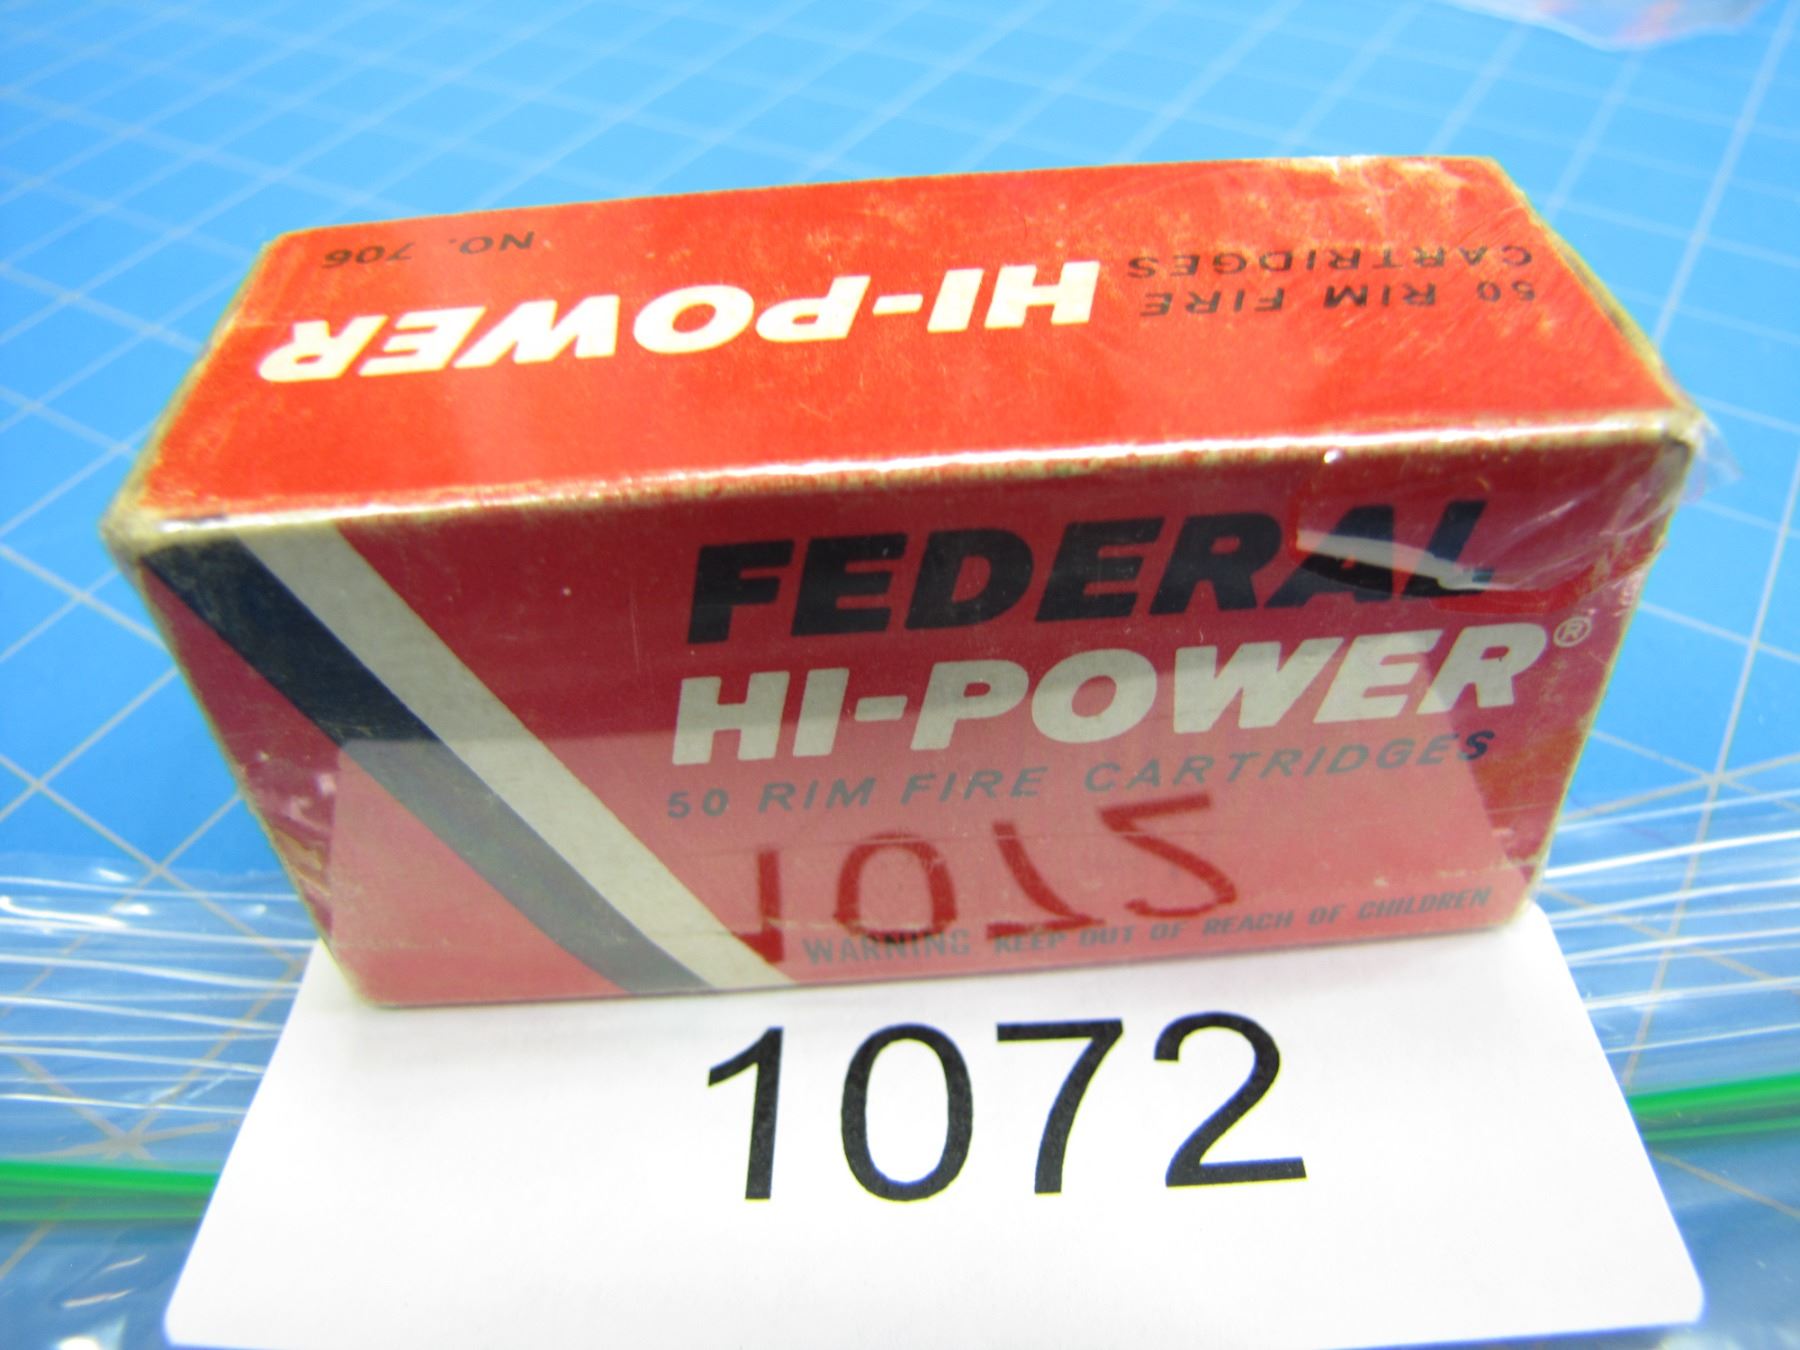 50 RIM FIRE
CARTRIDGES
HI-POWER
NO. 706
FEDERAL
HI-POWER®
50 RIM FIRE CARTRIDGES
1072
WARNING KEEP OUT OF REACH OF CHILDREN
1072